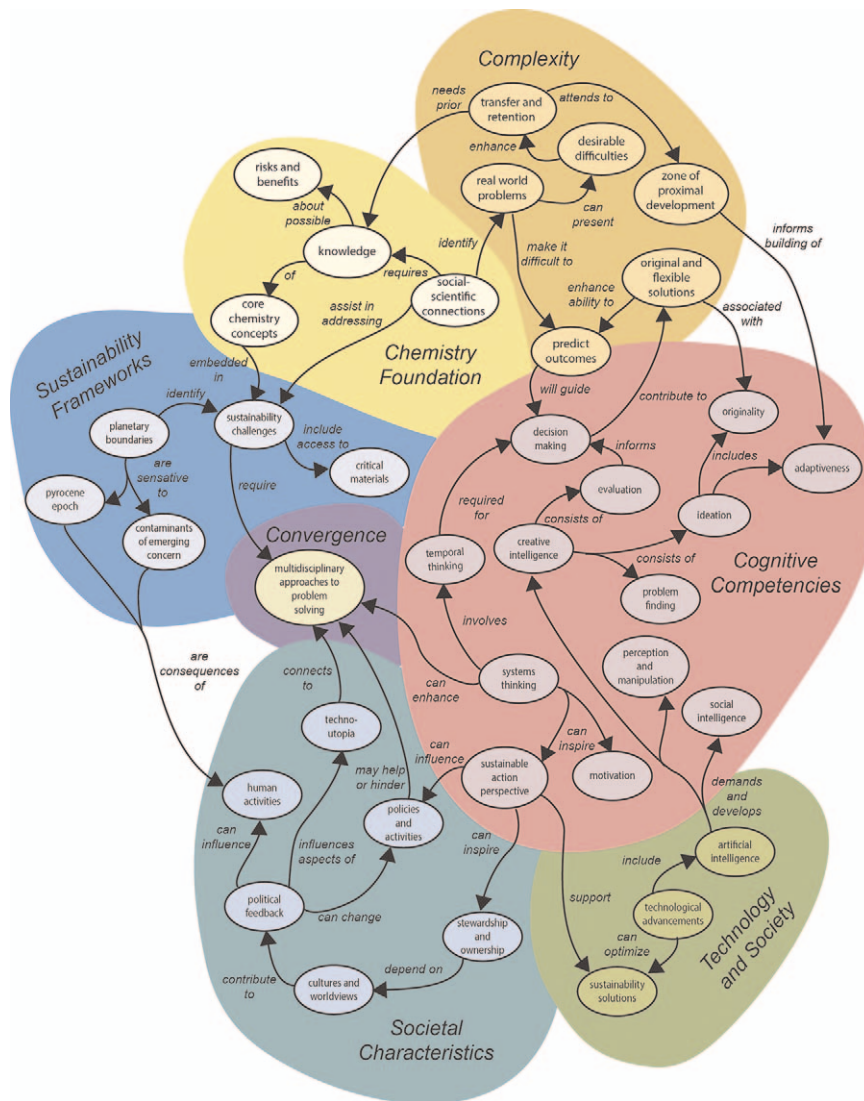 Complexity
needs
prior
transfer and
retention
attends to
enhance
desirable
difficulties
risks and
benefits
real world
problems
zone of
proximal
development
about
possible
can
present
identify
make it
difficult to
informs
building of
knowledge
requires
of
social-
scientific
connections
enhance
ability to
original and
flexible
solutions
core
chemistry
concepts
assist in
addressing
associated
with
Sustainability
Frameworks
embedded
in
Chemistry
Foundation
predict
outcomes
will guide
identify
planetary
boundaries
sustainability
challenges
include
access to
contribute to
originality
decision
making
are
sensative
to
critical
materials
informs
includes
adaptiveness
pyrocene
epoch
require
required
for
evaluation
contaminants
of emerging
concern
Convergence
creative
intelligence
consists of
ideation
temporal
thinking
consists of
Cognitive
Competencies
multidisciplinary
approaches to
problem
solving
problem
finding
involves
are
consequences
of
connects
to
can
enhance
systems
thinking
perception
and
manipulation
social
intelligence
techno-
utopia
can
inspire
can
influence
sustainable
action
perspective
motivation
human
activities
may help
or hinder
policies
and
activities
demands
and
develops
can
influence
influences
aspects of
can
inspire
include
artificial
intelligence
political
feedback
can change
support
technological
advancements
stewardship
and
ownership
can
optimize
Technology
and Society
contribute
to
cultures and
worldviews
depend on
sustainability
solutions
Societal
Characteristics